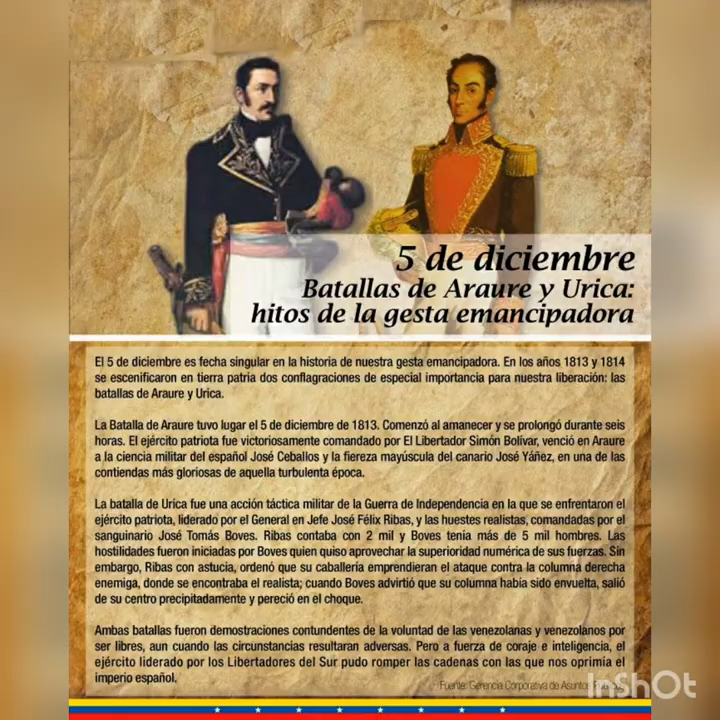 5 de diciembre
Batallas de Araure y Urica:
hitos de la gesta emancipadora
El 5 de diciembre es fecha singular en la historia de nuestra gesta emancipadora. En los años 1813 y 1814
se escenificaron en tierra patria dos conflagraciones de especial importancia para nuestra liberación: las
batallas de Araure y Urica.
La Batalla de Araure tuvo lugar el 5 de diciembre de 1813. Comenzó al amanecer y se prolongó durante seis
horas. El ejército patriota fue victoriosamente comandado por El Libertador Simón Bolívar, venció en Araure
a la ciencia militar del español José Ceballos y la fiereza mayúscula del canario José Yáñez, en una de las
contiendas más gloriosas de aquella turbulenta época.
La batalla de Urica fue una acción táctica militar de la Guerra de Independencia en la que se enfrentaron el
ejército patriota, liderado por el General en Jefe José Félix Ribas, y las huestes realistas, comandadas por el
sanguinario José Tomás Boves. Ribas contaba con 2 mil y Boves tenia más de 5 mil hombres. Las
hostilidades fueron iniciadas por Boves quien quiso aprovechar la superioridad numérica de sus fuerzas. Sin
embargo, Ribas con astucia, ordenó que su caballería emprendieran el ataque contra la columna derecha
enemiga, donde se encontraba el realista; cuando Boves advirtió que su columna había sido envuelta, salió
de su centro precipitadamente y pereció en el choque.
Ambas batallas fueron demostraciones contundentes de la voluntad de las venezolanas y venezolanos por
ser libres, aun cuando las circunstancias resultaran adversas. Pero a fuerza de coraje e inteligencia, el
ejército liderado por los Libertadores del Sur pudo romper las cadenas con las que nos oprimía el
imperio español.
Fuente: Gerencia Corporativa de Asuntos
InShOt